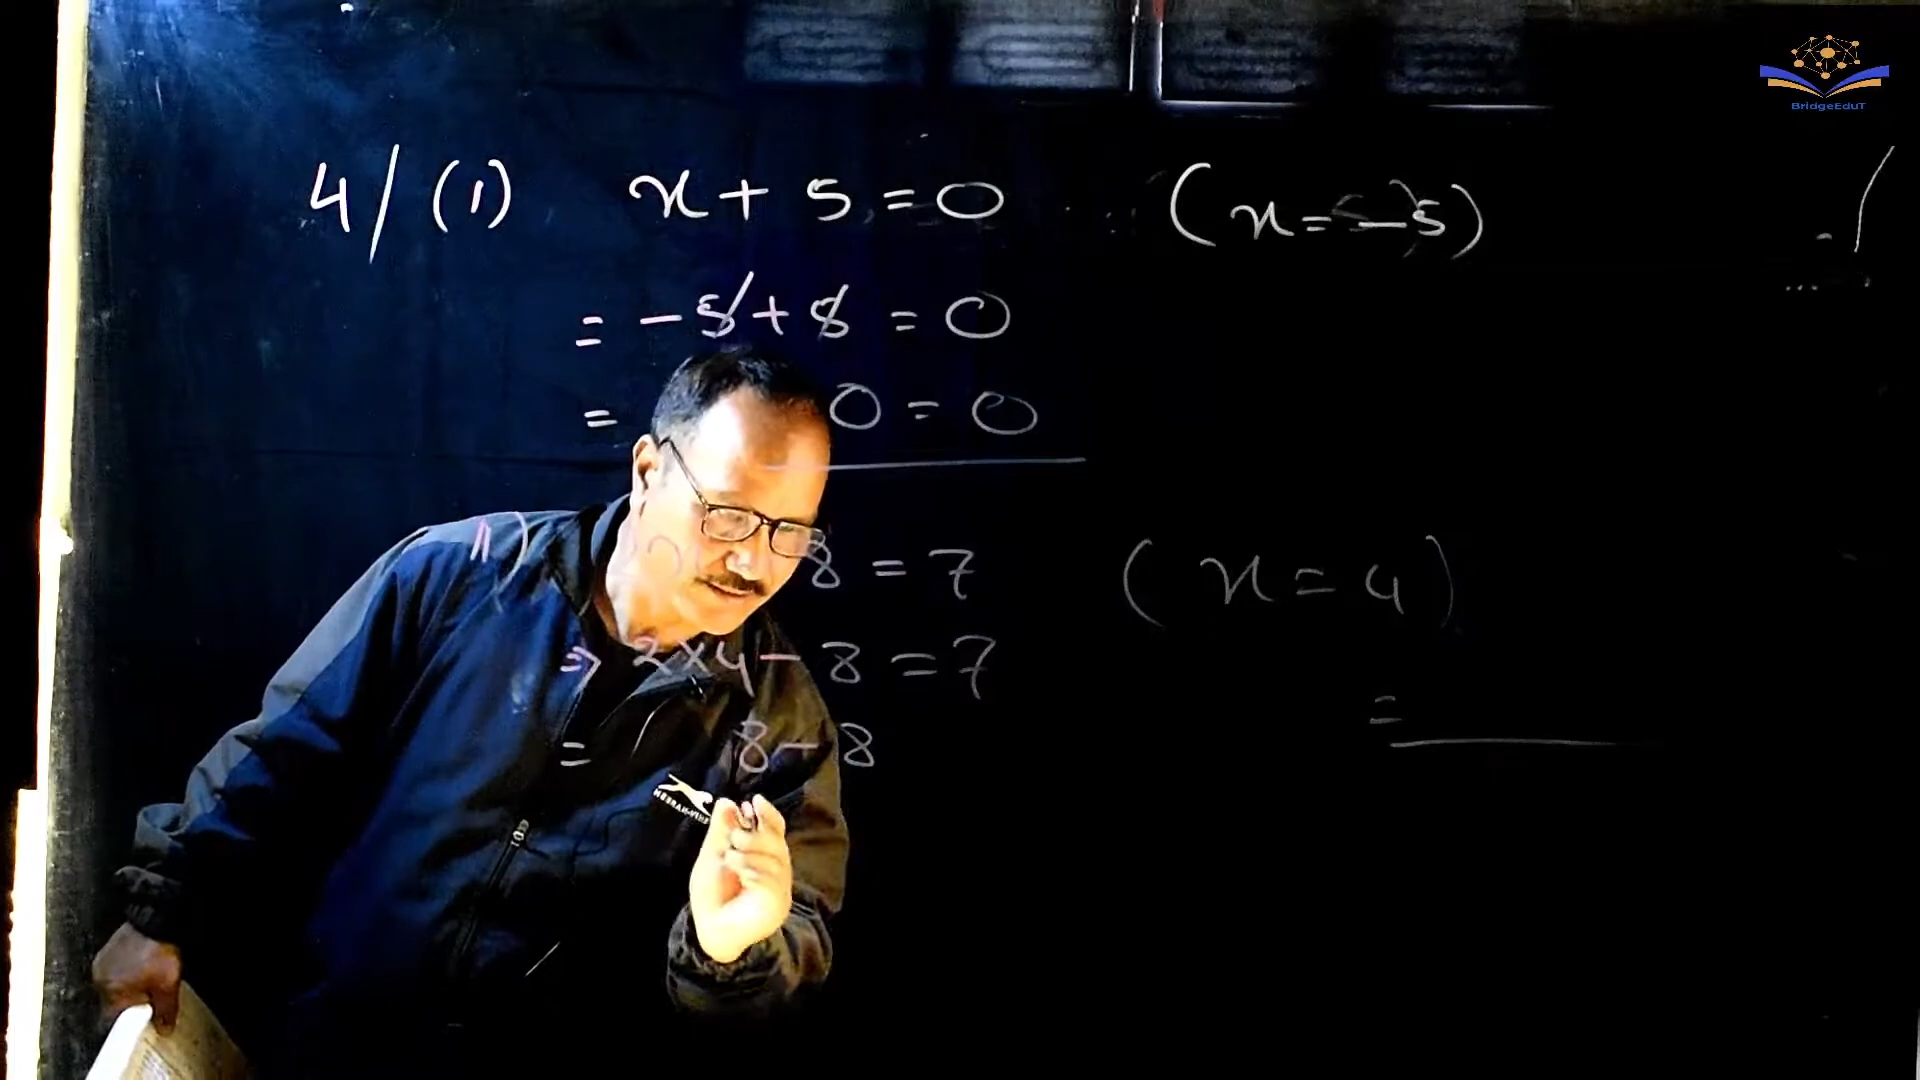 BridgeEduT
4/(1) x + 5 = 0 (x = -5)
= -5 + 5 = 0
= 0 = 0
11) 8 = 7 (x = 4)
⇒ 2×4 - 8 = 7
=
= 8 - 8